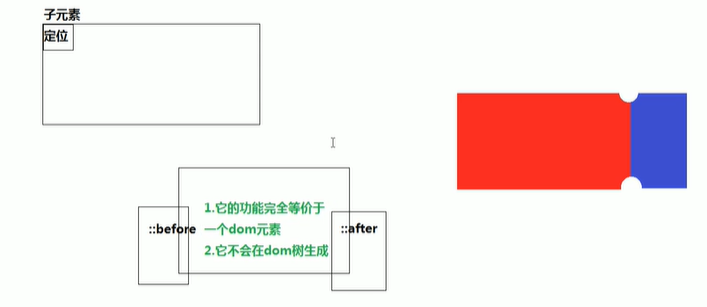 子元素
定位
1.它的功能完全等价于
::before 一个dom元素 ::after
2.它不会在dom树生成